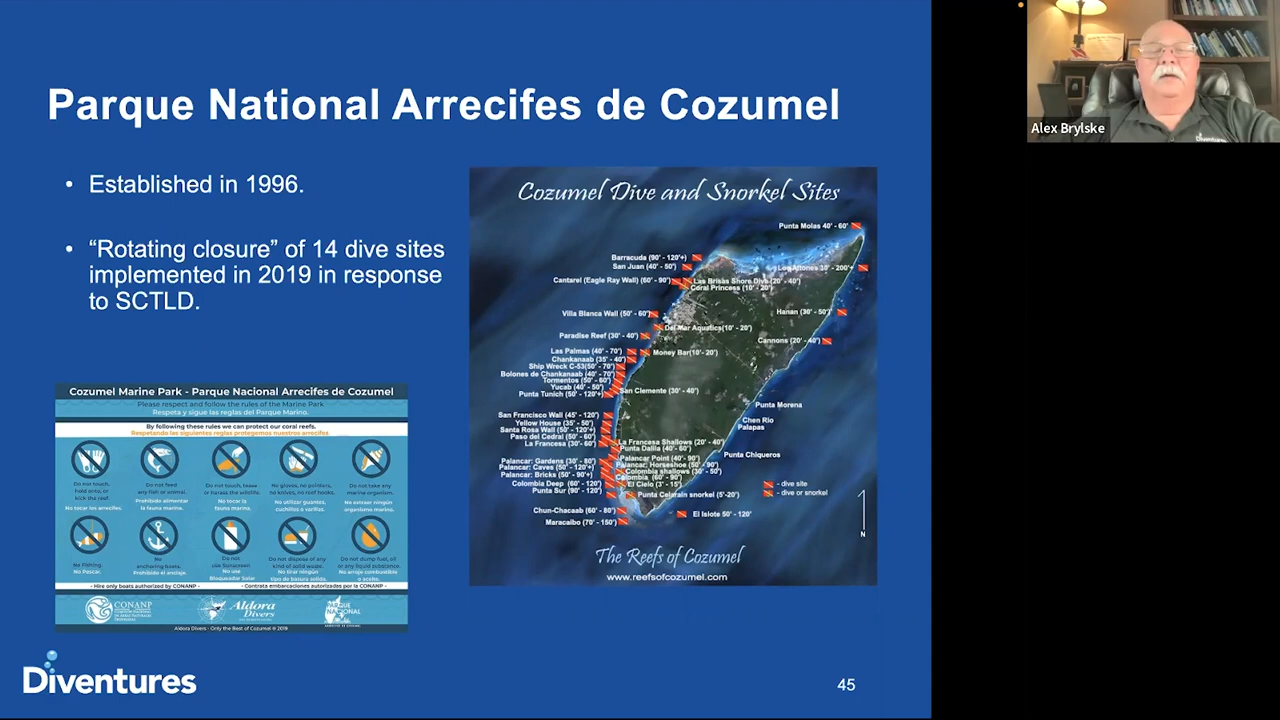 Parque National Arrecifes de Cozumel
• Established in 1996.
• “Rotating closure” of 14 dive sites
implemented in 2019 in response
to SCTLD.
Cozumel Marine Park - Parque Nacional Arrecifes de Cozumel
Please respect and follow the rules of the Marine Park
Respeta y sigue las reglas del Parque Marino.
By following these rules we can protect our coral reefs.
Respetando las siguientes reglas protegemos nuestros arrecifes.
Do not touch,
hold onto, or
kick the reef.
No tocar los arrecifes.
Do not feed
any fish or animal.
Prohibido alimentar
la fauna marina.
Do not touch, tease
or harass the wildlife.
No tocar la
fauna marina.
No gloves, no pointers,
no knives, no reef hooks.
No utilizar guantes,
cuchillos o varillas.
Do not take any
marine organism.
No extraer ningún
organismo marino.
No Fishing.
No Pescar.
No
anchoring boats.
Prohibido el anclaje.
Do not
use Sunscreen
No use
Bloqueador Solar
Do not dispose of any
kind of solid waste.
No tirar ningún
tipo de basura solida.
Do not dump fuel, oil
or any liquid substance.
No arroje combustible
o aceite.
- Hire only boats authorized by CONANP -
- Contrata embarcaciones autorizadas por la CONANP -
CONANP
Aldora
Divers
PARQUE
NACIONAL
Aldora Divers - Only the Best of Cozumel © 2019
Cozumel Dive and Snorkel Sites
Punta Molas 40' - 60'
Barracuda (90' - 120'+)
San Juan (40' - 50')
Los Atones 30' - 200'+
Cantarel (Eagle Ray Wall) (60' - 90')
Las Brisas Shore Dive (20' - 40')
Coral Princess (10' - 20')
Villa Blanca Wall (50' - 60')
Hanan (30' - 50')
Del Mar Aquatics(10' - 20')
Paradise Reef (30' - 40')
Cannons (20' - 40')
Las Palmas (40' - 70')
Money Bar(10'- 20')
Chankanaab (35' - 40')
Ship Wreck C-53(50' - 70')
Bolones de Chankanaab (40' - 70')
Tormentos (50' - 60')
Yucab (40' - 50')
San Clemente (30' - 40')
Punta Tunich (50' - 120'+)
Punta Morena
San Francisco Wall (45' - 120')
Yellow House (35' - 50')
Chen Rio
Palapas
Santa Rosa Wall (50' - 120'+)
Paso del Cedral (50' - 60')
La Francesa (30'- 60')
La Francesa Shallows (20' - 40')
Punta Dalila (40'- 60')
Punta Chiqueros
Palancar: Gardens (30' - 80')
Palancar Point (40'- 90')
Palancar: Caves (50' - 120'+)
Palancar: Horseshoe (50' - 90')
Palancar: Bricks (50' - 90'+)
Colombia shallows (30' - 50')
Colombia (60' - 90')
Colombia Deep (60' - 120')
El Cielo (3' - 15')
- dive site
Punta Sur (90' - 120')
Punta Celarain snorkel (5'-20')
- dive or snorkel
Chun-Chacaab (60' - 80')
El Islote 50' - 120'
Maracaibo (70' - 150')
N
The Reefs of Cozumel
www.reefsofcozumel.com
Diventures
45
Alex Brylske
Diventures